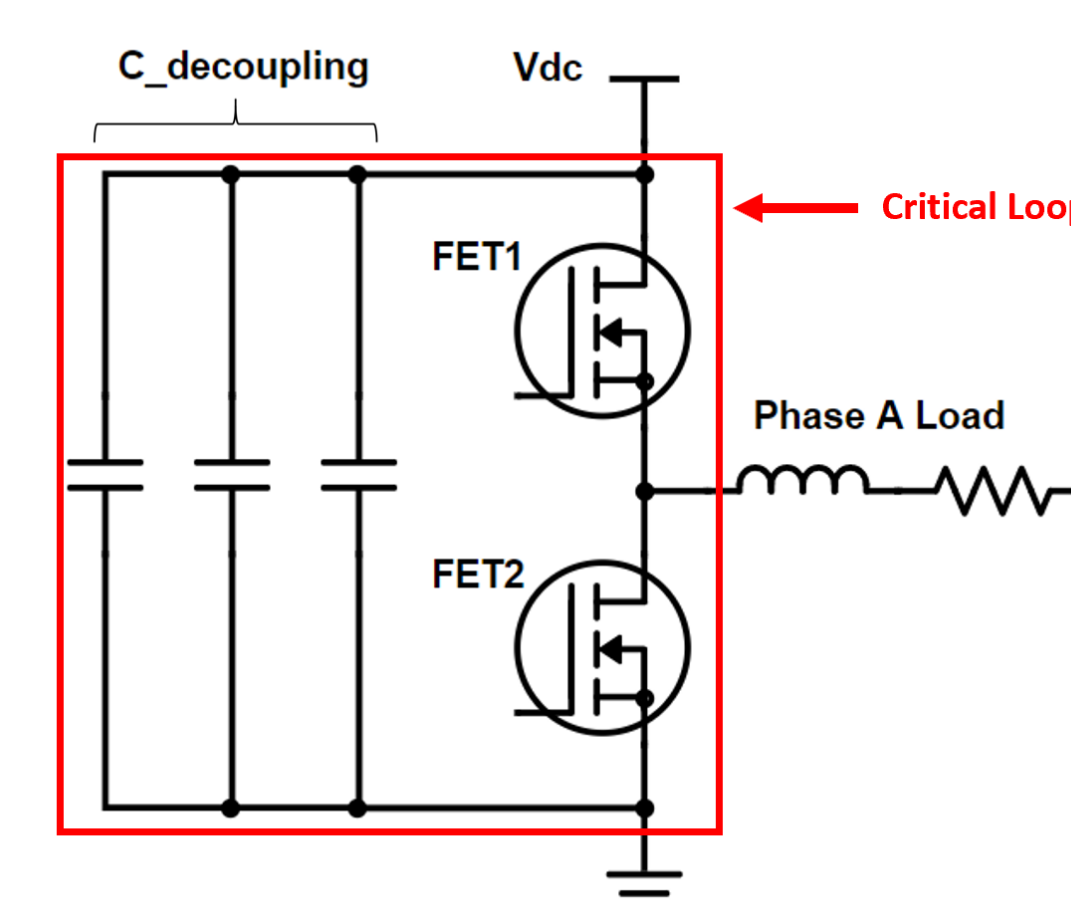 C_decoupling
Vdc
Critical Loo
FET1
Phase A Load
FET2